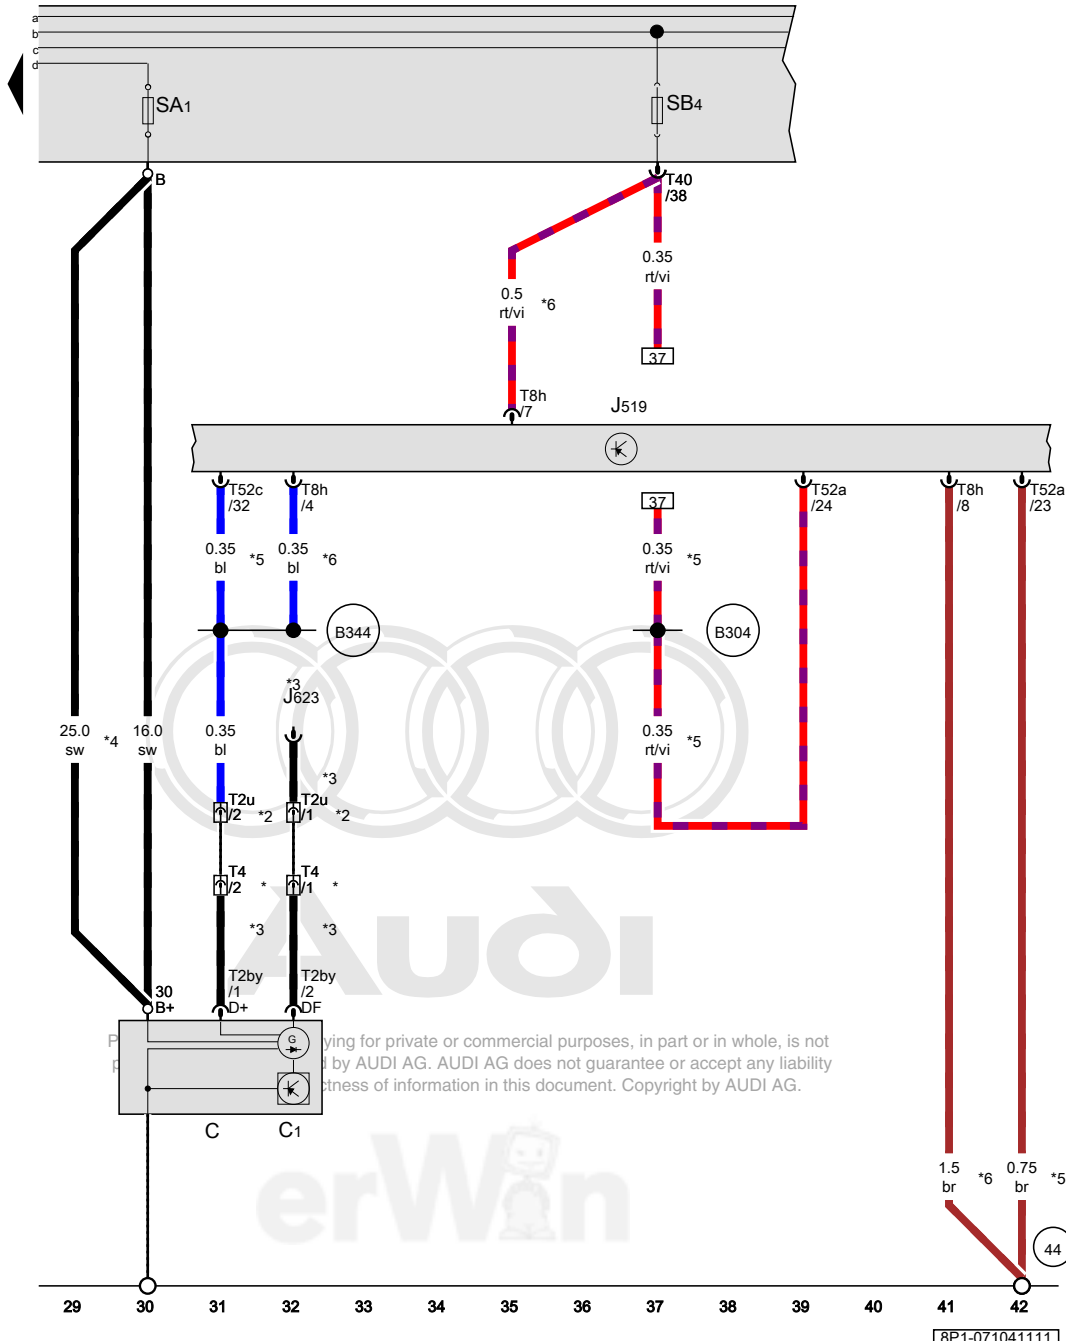 a
b
c
d
SA1
SB4
B
T40
/38
0.35
rt/vi
0.5
rt/vi
*6
37
T8h
/7
J519
T52c
/32
T8h
/4
37
T52a
/24
T8h
/8
T52a
/23
0.35
bl
*5
0.35
bl
*6
0.35
rt/vi
*5
B344
B304
*3
J623
25.0
sw
*4
16.0
sw
0.35
bl
0.35
rt/vi
*5
*3
T2u
/2
*2
T2u
/1
*2
T4
/2
*
T4
/1
*
*3
*3
Audi
30
B+
T2by
/1
D+
T2by
/2
DF
G
ying for private or commercial purposes, in part or in whole, is not
by AUDI AG. AUDI AG does not guarantee or accept any liability
ctness of information in this document. Copyright by AUDI AG.
C
C1
erWin
1.5
br
*6
0.75
br
*5
44
29 30 31 32 33 34 35 36 37 38 39 40 41 42
8P1-071041111